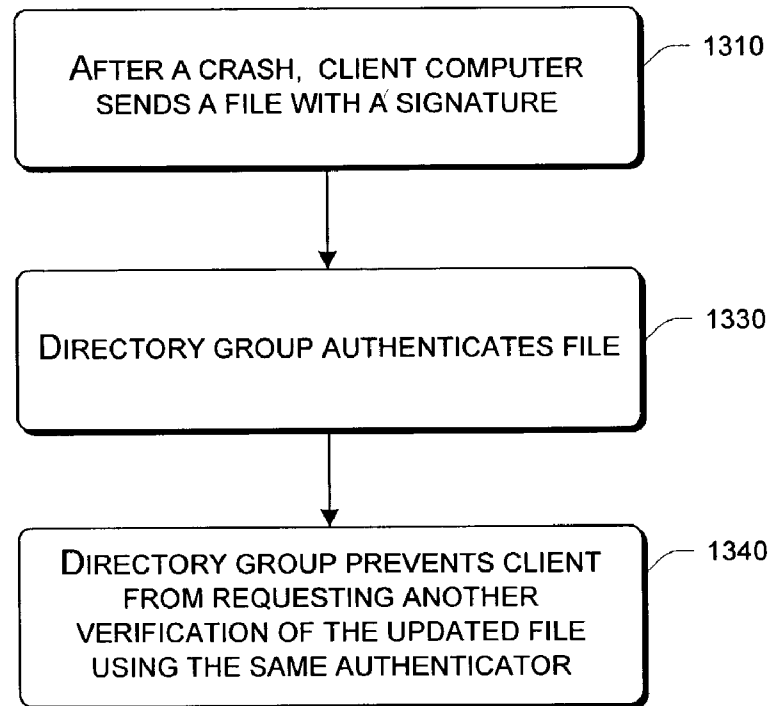 AFTER A CRASH, CLIENT COMPUTER
SENDS A FILE WITH A SIGNATURE
1310
DIRECTORY GROUP AUTHENTICATES FILE
1330
DIRECTORY GROUP PREVENTS CLIENT
FROM REQUESTING ANOTHER
VERIFICATION OF THE UPDATED FILE
USING THE SAME AUTHENTICATOR
1340